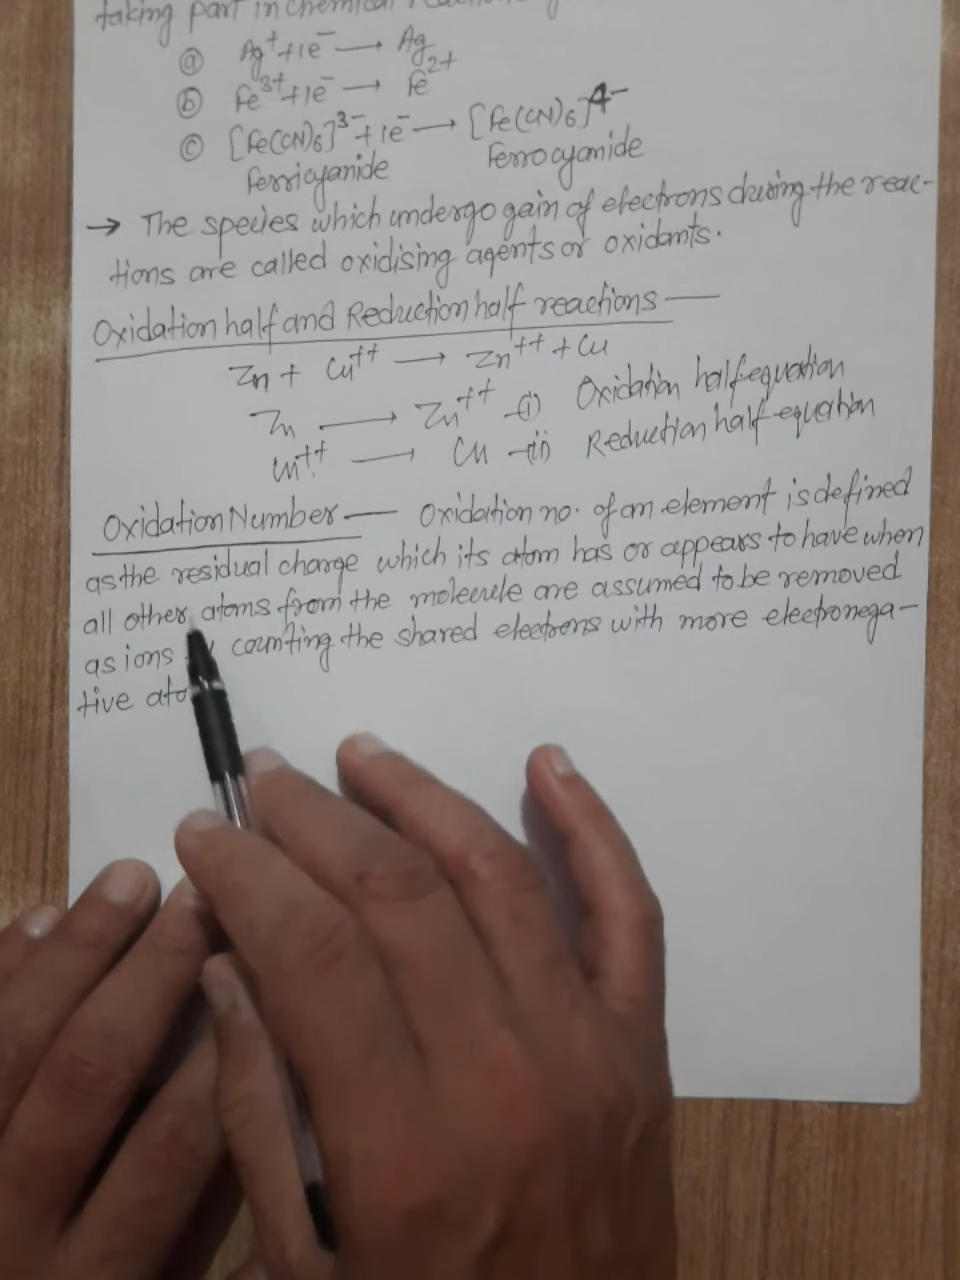 taking part in chemical
ⓐ Ag⁺+1e⁻ → Ag
ⓑ Fe³⁺+1e⁻ → Fe²⁺
ⓒ [Fe(CN)₆]³⁻+1e⁻ → [Fe(CN)₆]⁴⁻
Ferricyanide Ferrocyanide
→ The species which undergo gain of electrons during the reac-
tions are called oxidising agents or oxidants.
Oxidation half and Reduction half reactions —
Zn + Cu⁺⁺ → Zn⁺⁺ + Cu
Zn → Zn⁺⁺ –(i) Oxidation half equation
Cu⁺⁺ → Cu –(ii) Reduction half-equation
Oxidation Number — Oxidation no. of an element is defined
as the residual charge which its atom has or appears to have when
all other atoms from the molecule are assumed to be removed
as ions counting the shared electrons with more electronega-
tive